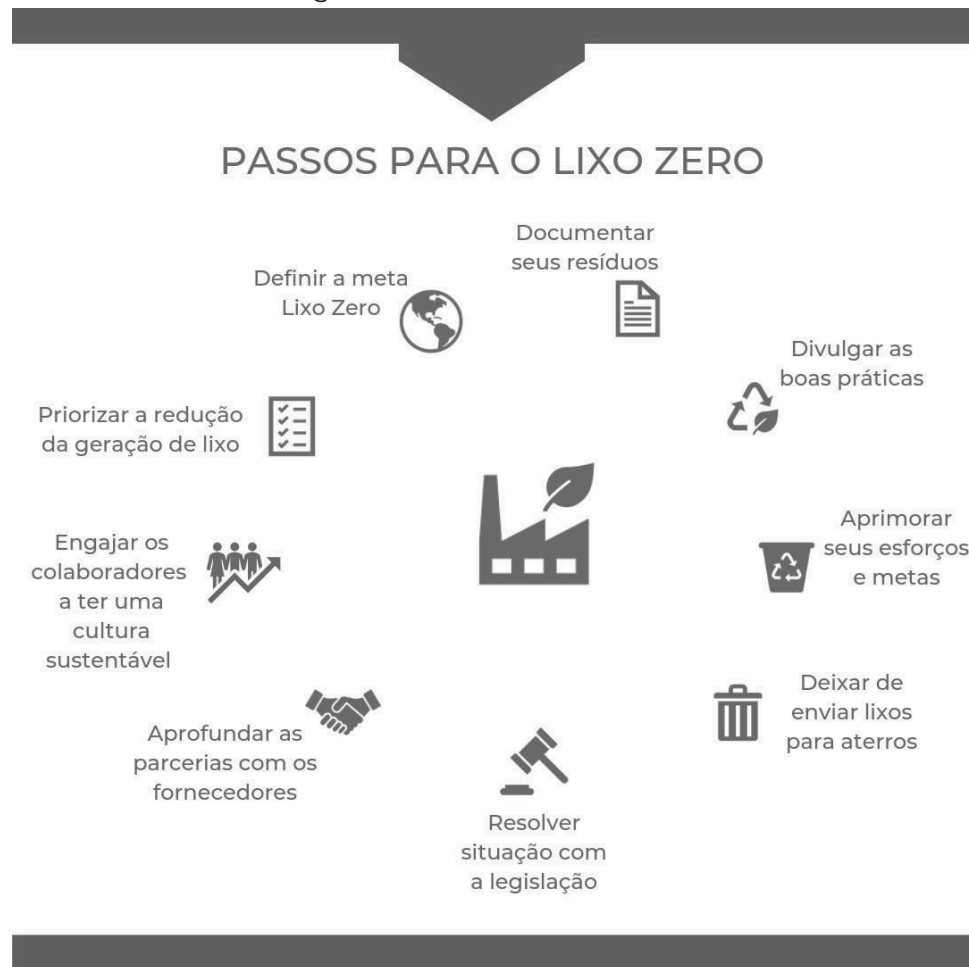 PASSOS PARA O LIXO ZERO
Documentar
seus resíduos
Definir a meta
Lixo Zero
Divulgar as
boas práticas
Priorizar a redução
da geração de lixo
Aprimorar
seus esforços
e metas
Engajar os
colaboradores
a ter uma
cultura
sustentável
Deixar de
enviar lixos
para aterros
Aprofundar as
parcerias com os
fornecedores
Resolver
situação com
a legislação